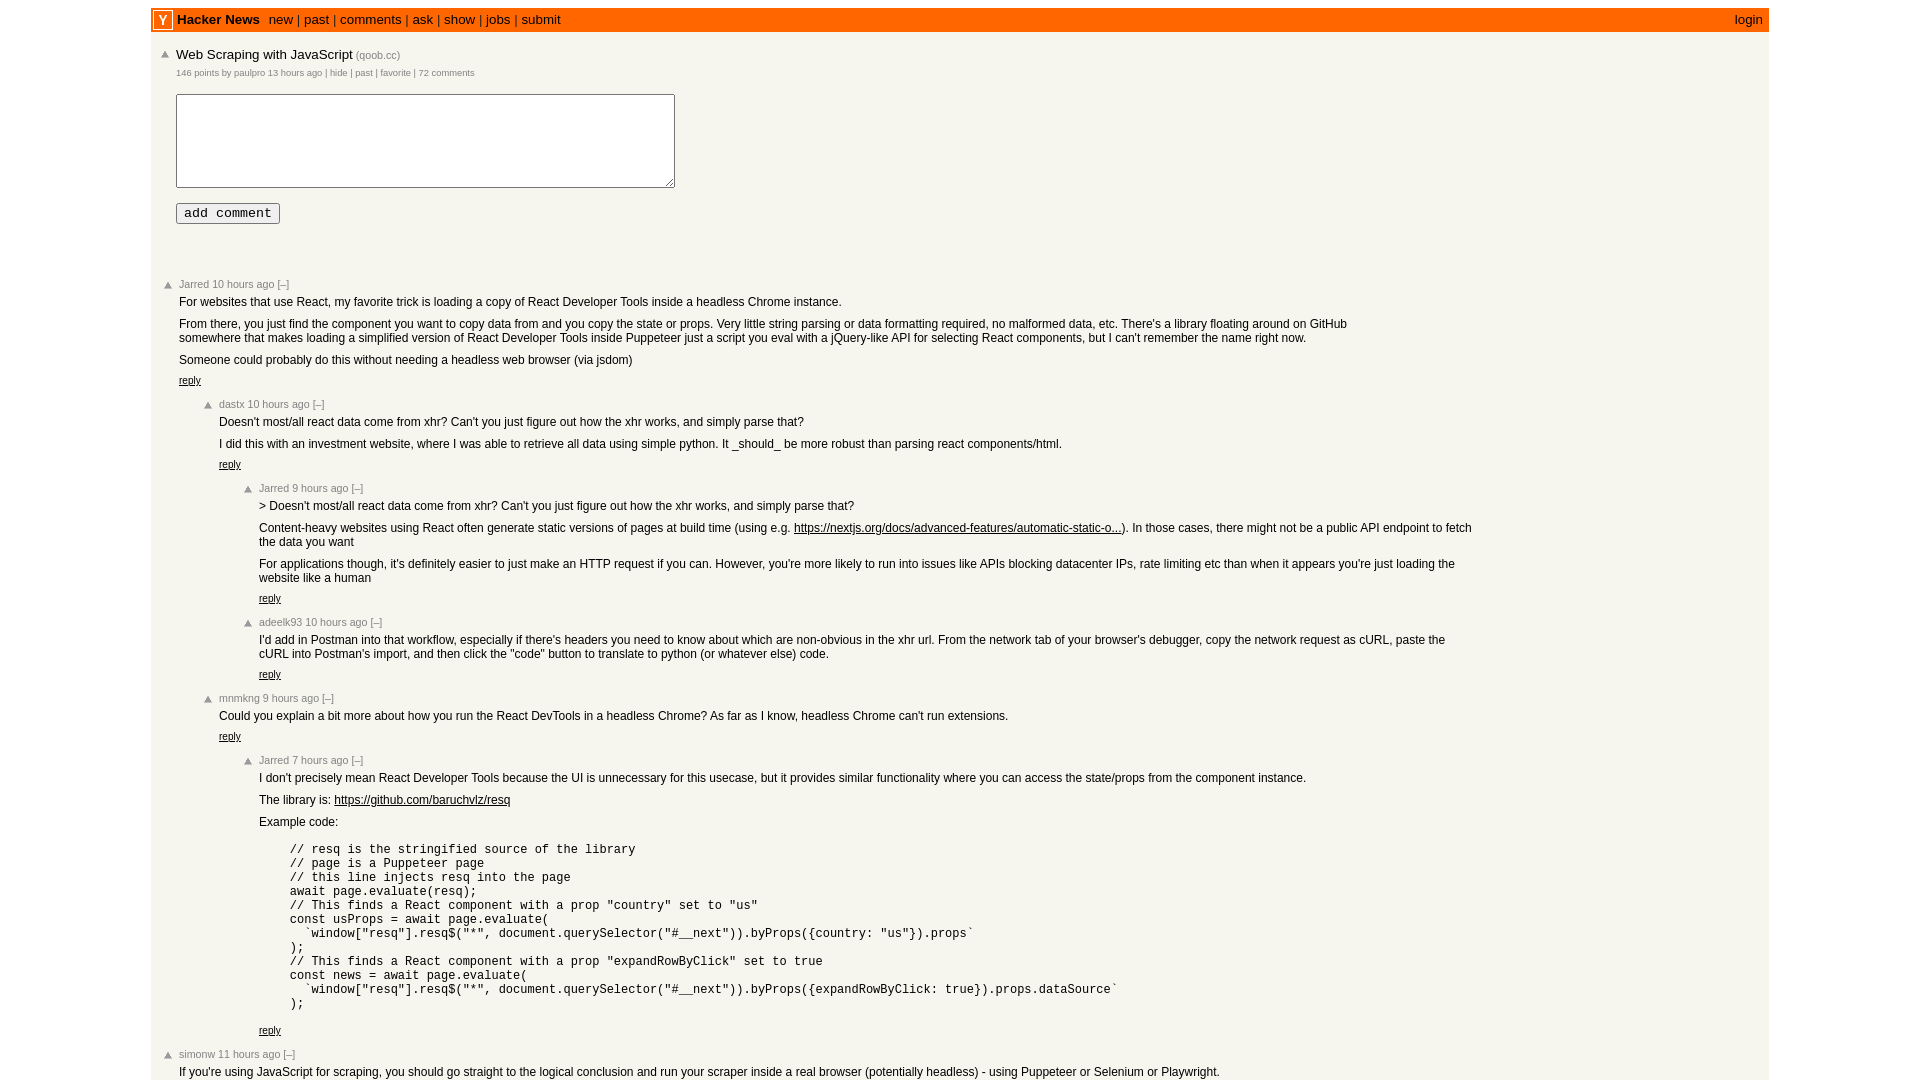 Y Hacker News new | past | comments | ask | show | jobs | submit login
Web Scraping with JavaScript (qoob.cc)
146 points by paulpro 13 hours ago | hide | past | favorite | 72 comments
add comment
Jarred 10 hours ago [–]
For websites that use React, my favorite trick is loading a copy of React Developer Tools inside a headless Chrome instance.
From there, you just find the component you want to copy data from and you copy the state or props. Very little string parsing or data formatting required, no malformed data, etc. There's a library floating around on GitHub
somewhere that makes loading a simplified version of React Developer Tools inside Puppeteer just a script you eval with a jQuery-like API for selecting React components, but I can't remember the name right now.
Someone could probably do this without needing a headless web browser (via jsdom)
reply
dastx 10 hours ago [–]
Doesn't most/all react data come from xhr? Can't you just figure out how the xhr works, and simply parse that?
I did this with an investment website, where I was able to retrieve all data using simple python. It _should_ be more robust than parsing react components/html.
reply
Jarred 9 hours ago [–]
> Doesn't most/all react data come from xhr? Can't you just figure out how the xhr works, and simply parse that?
Content-heavy websites using React often generate static versions of pages at build time (using e.g. https://nextjs.org/docs/advanced-features/automatic-static-o...). In those cases, there might not be a public API endpoint to fetch
the data you want
For applications though, it's definitely easier to just make an HTTP request if you can. However, you're more likely to run into issues like APIs blocking datacenter IPs, rate limiting etc than when it appears you're just loading the
website like a human
reply
adeelk93 10 hours ago [–]
I'd add in Postman into that workflow, especially if there's headers you need to know about which are non-obvious in the xhr url. From the network tab of your browser's debugger, copy the network request as cURL, paste the
cURL into Postman's import, and then click the "code" button to translate to python (or whatever else) code.
reply
mnmkng 9 hours ago [–]
Could you explain a bit more about how you run the React DevTools in a headless Chrome? As far as I know, headless Chrome can't run extensions.
reply
Jarred 7 hours ago [–]
I don't precisely mean React Developer Tools because the UI is unnecessary for this usecase, but it provides similar functionality where you can access the state/props from the component instance.
The library is: https://github.com/baruchvlz/resq
Example code:
// resq is the stringified source of the library
// page is a Puppeteer page
// this line injects resq into the page
await page.evaluate(resq);
// This finds a React component with a prop "country" set to "us"
const usProps = await page.evaluate(
`window["resq"].resq$("*", document.querySelector("#__next")).byProps({country: "us"}).props`
);
// This finds a React component with a prop "expandRowByClick" set to true
const news = await page.evaluate(
`window["resq"].resq$("*", document.querySelector("#__next")).byProps({expandRowByClick: true}).props.dataSource`
);
reply
simonw 11 hours ago [–]
If you're using JavaScript for scraping, you should go straight to the logical conclusion and run your scraper inside a real browser (potentially headless) - using Puppeteer or Selenium or Playwright.